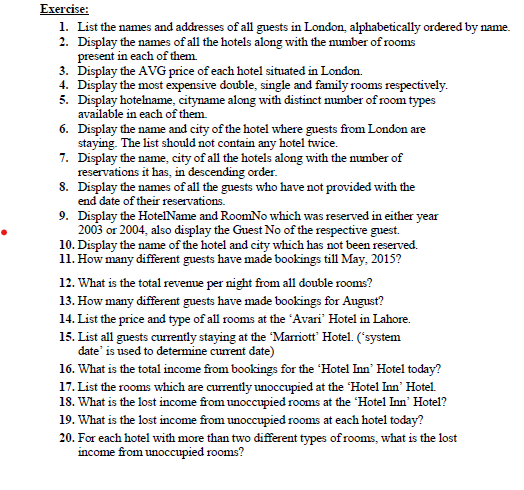 Exercise:
1. List the names and addresses of all guests in London, alphabetically ordered by name.
2. Display the names of all the hotels along with the number of rooms
present in each of them.
3. Display the AVG price of each hotel situated in London.
4. Display the most expensive double, single and family rooms respectively.
5. Display hotelname, cityname along with distinct number of room types
available in each of them.
6. Display the name and city of the hotel where guests from London are
staying. The list should not contain any hotel twice.
7. Display the name, city of all the hotels along with the number of
reservations it has, in descending order.
8. Display the names of all the guests who have not provided with the
end date of their reservations.
9. Display the HotelName and RoomNo which was reserved in either year
2003 or 2004, also display the Guest No of the respective guest.
10. Display the name of the hotel and city which has not been reserved.
11. How many different guests have made bookings till May, 2015?
12. What is the total revenue per night from all double rooms?
13. How many different guests have made bookings for August?
14. List the price and type of all rooms at the ‘Avari’ Hotel in Lahore.
15. List all guests currently staying at the ‘Marriott’ Hotel. (‘system
date’ is used to determine current date)
16. What is the total income from bookings for the ‘Hotel Inn’ Hotel today?
17. List the rooms which are currently unoccupied at the ‘Hotel Inn’ Hotel.
18. What is the lost income from unoccupied rooms at the ‘Hotel Inn’ Hotel?
19. What is the lost income from unoccupied rooms at each hotel today?
20. For each hotel with more than two different types of rooms, what is the lost
income from unoccupied rooms?